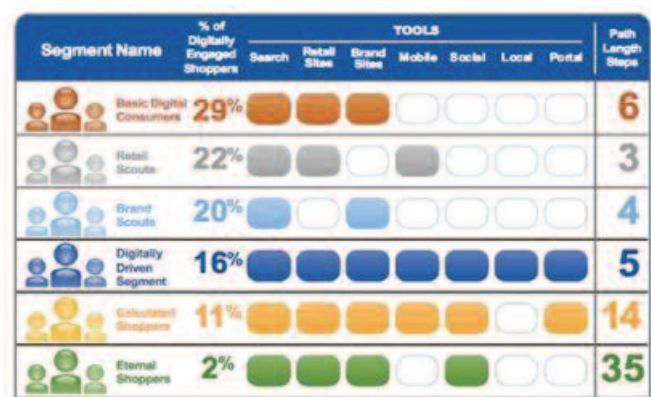 Segment Name
% of
Digitally
Engaged
Shoppers
TOOLS
Search
Retail
Sites
Brand
Sites
Mobile
Social
Local
Portal
Path
Length
Steps
Basic Digital
Consumers
29%
6
Retail
Scouts
22%
3
Brand
Scouts
20%
4
Digitally
Driven
Segment
16%
5
Calculated
Shoppers
11%
14
Eternal
Shoppers
2%
35